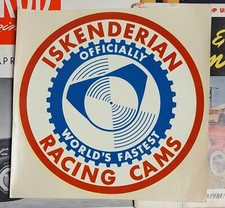 ISKENDERIAN
OFFICIALLY
WORLD'S FASTEST
RACING CAMS